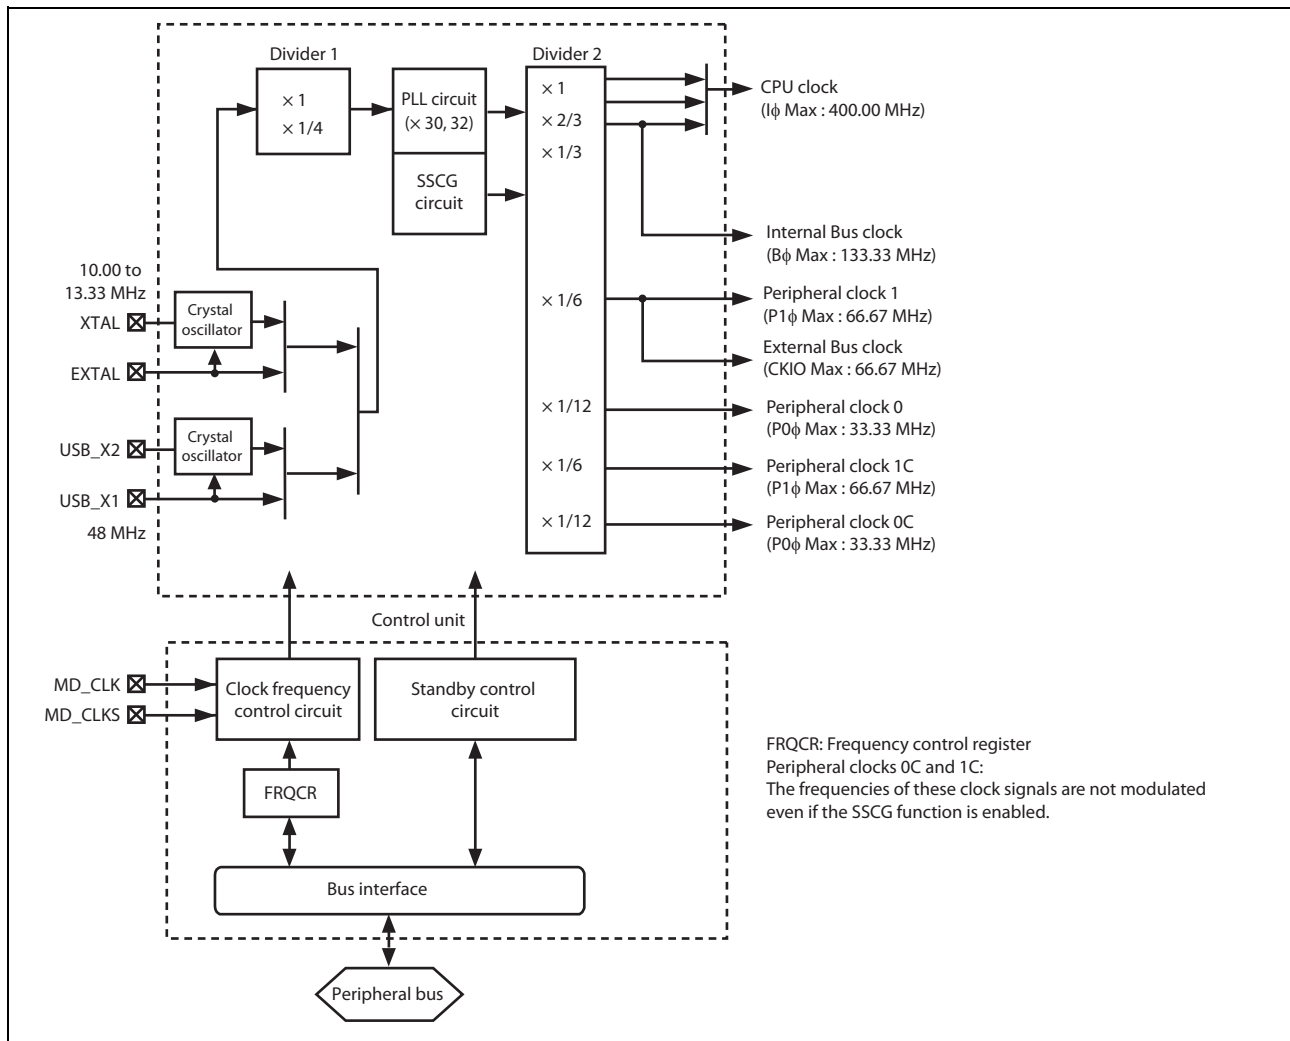 Divider 1
× 1
× 1/4
PLL circuit
(× 30, 32)
SSCG
circuit
Divider 2
× 1
× 2/3
× 1/3
× 1/6
× 1/12
× 1/6
× 1/12
CPU clock
(Iϕ Max : 400.00 MHz)
Internal Bus clock
(Bϕ Max : 133.33 MHz)
Peripheral clock 1
(P1ϕ Max : 66.67 MHz)
External Bus clock
(CKIO Max : 66.67 MHz)
Peripheral clock 0
(P0ϕ Max : 33.33 MHz)
Peripheral clock 1C
(P1ϕ Max : 66.67 MHz)
Peripheral clock 0C
(P0ϕ Max : 33.33 MHz)
10.00 to
13.33 MHz
XTAL
Crystal
oscillator
EXTAL
USB_X2
Crystal
oscillator
USB_X1
48 MHz
Control unit
MD_CLK
MD_CLKS
Clock frequency
control circuit
Standby control
circuit
FRQCR
Bus interface
Peripheral bus
FRQCR: Frequency control register
Peripheral clocks 0C and 1C:
The frequencies of these clock signals are not modulated
even if the SSCG function is enabled.